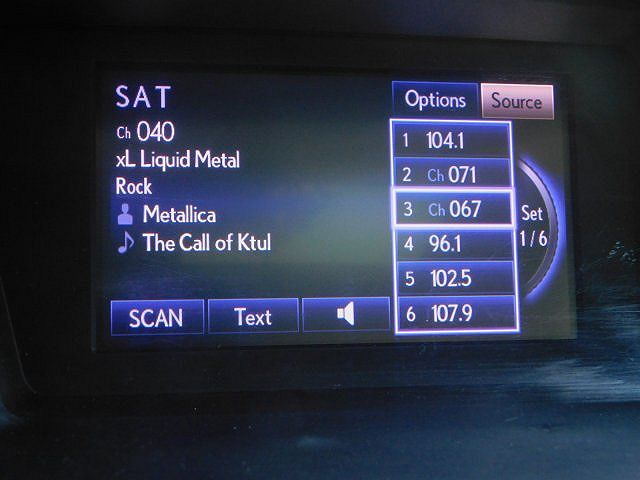 SAT
Ch 040
xL Liquid Metal
Rock
Metallica
The Call of Ktul
SCAN
Text
Options
Source
1 104.1
2 Ch 071
3 Ch 067
4 96.1
5 102.5
6 107.9
Set
1/6